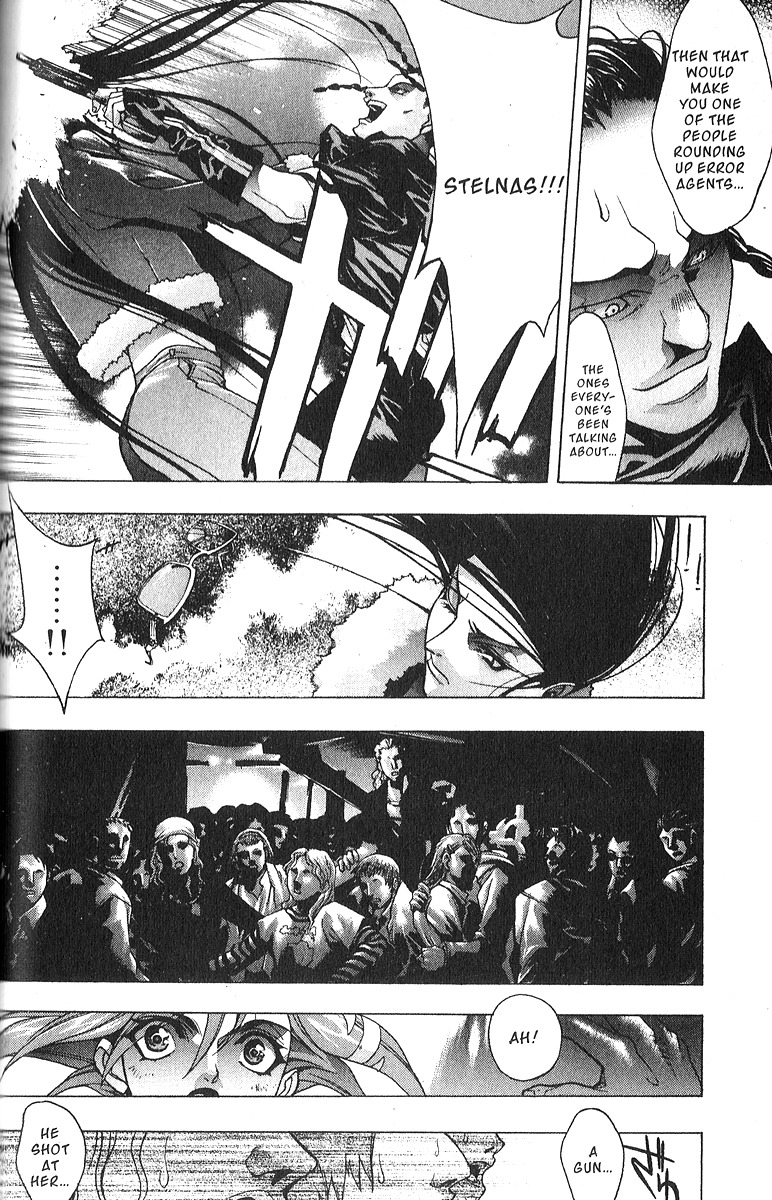 THEN THAT
WOULD
MAKE
YOU ONE
OF THE
PEOPLE
ROUNDING
UP ERROR
AGENTS...
THE
ONES
EVERY-
ONE'S
BEEN
TALKING
ABOUT...
STELNAS!!!
......!!
AH!
A
GUN...
HE
SHOT
AT
HER...